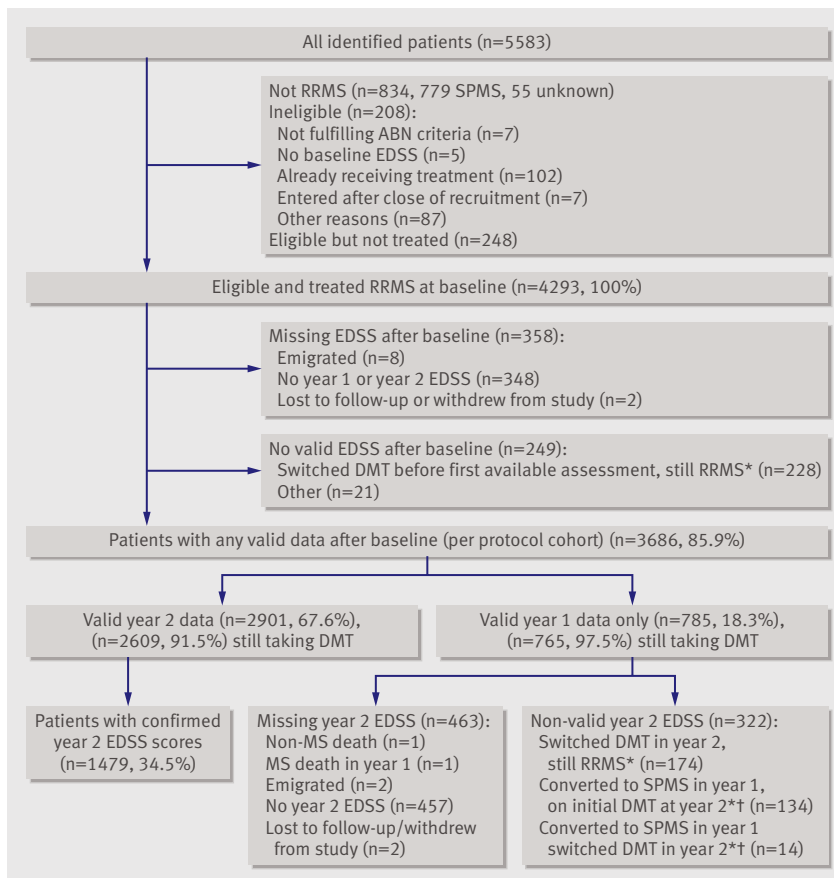 All identified patients (n=5583)
Not RRMS (n=834, 779 SPMS, 55 unknown)
Ineligible (n=208):
Not fulfilling ABN criteria (n=7)
No baseline EDSS (n=5)
Already receiving treatment (n=102)
Entered after close of recruitment (n=7)
Other reasons (n=87)
Eligible but not treated (n=248)
Eligible and treated RRMS at baseline (n=4293, 100%)
Missing EDSS after baseline (n=358):
Emigrated (n=8)
No year 1 or year 2 EDSS (n=348)
Lost to follow-up or withdrew from study (n=2)
No valid EDSS after baseline (n=249):
Switched DMT before first available assessment, still RRMS* (n=228)
Other (n=21)
Patients with any valid data after baseline (per protocol cohort) (n=3686, 85.9%)
Valid year 2 data (n=2901, 67.6%),
(n=2609, 91.5%) still taking DMT
Valid year 1 data only (n=785, 18.3%),
(n=765, 97.5%) still taking DMT
Patients with confirmed
year 2 EDSS scores
(n=1479, 34.5%)
Missing year 2 EDSS (n=463):
Non-MS death (n=1)
MS death in year 1 (n=1)
Emigrated (n=2)
No year 2 EDSS (n=457)
Lost to follow-up/withdrew
from study (n=2)
Non-valid year 2 EDSS (n=322):
Switched DMT in year 2,
still RRMS* (n=174)
Converted to SPMS in year 1,
on initial DMT at year 2*† (n=134)
Converted to SPMS in year 1
switched DMT in year 2*† (n=14)